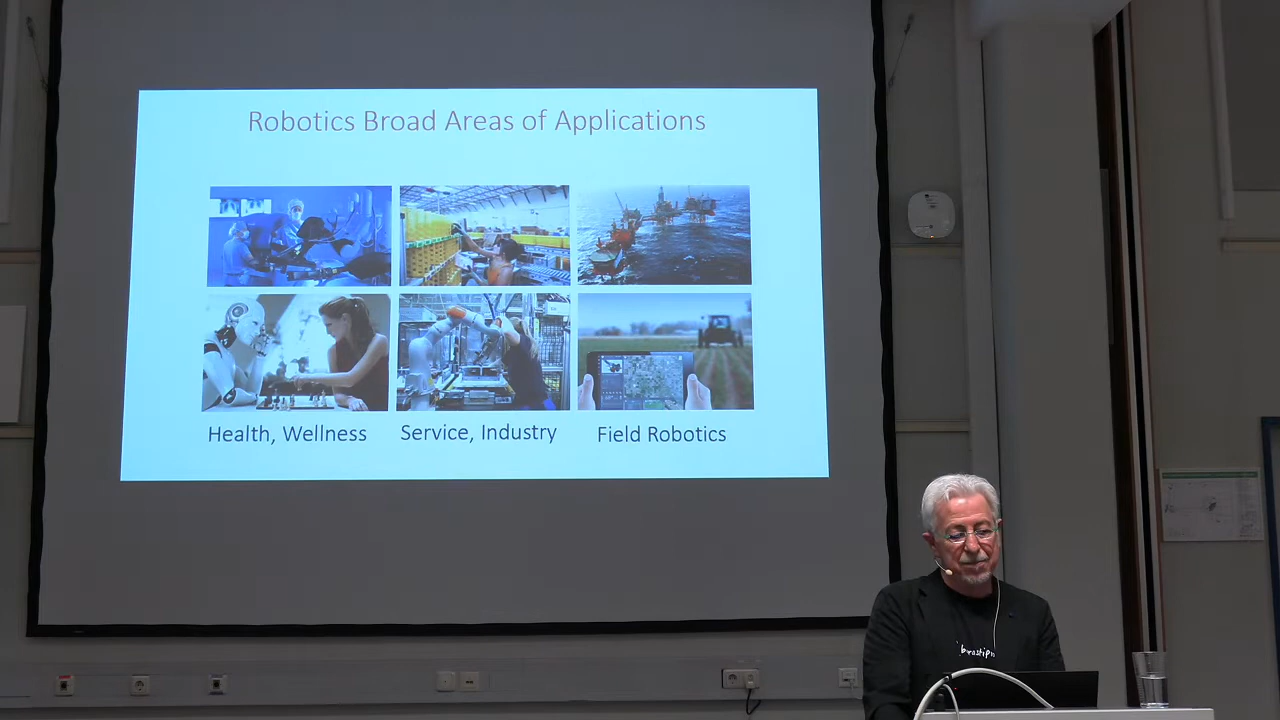 Robotics Broad Areas of Applications
Health, Wellness
Service, Industry
Field Robotics